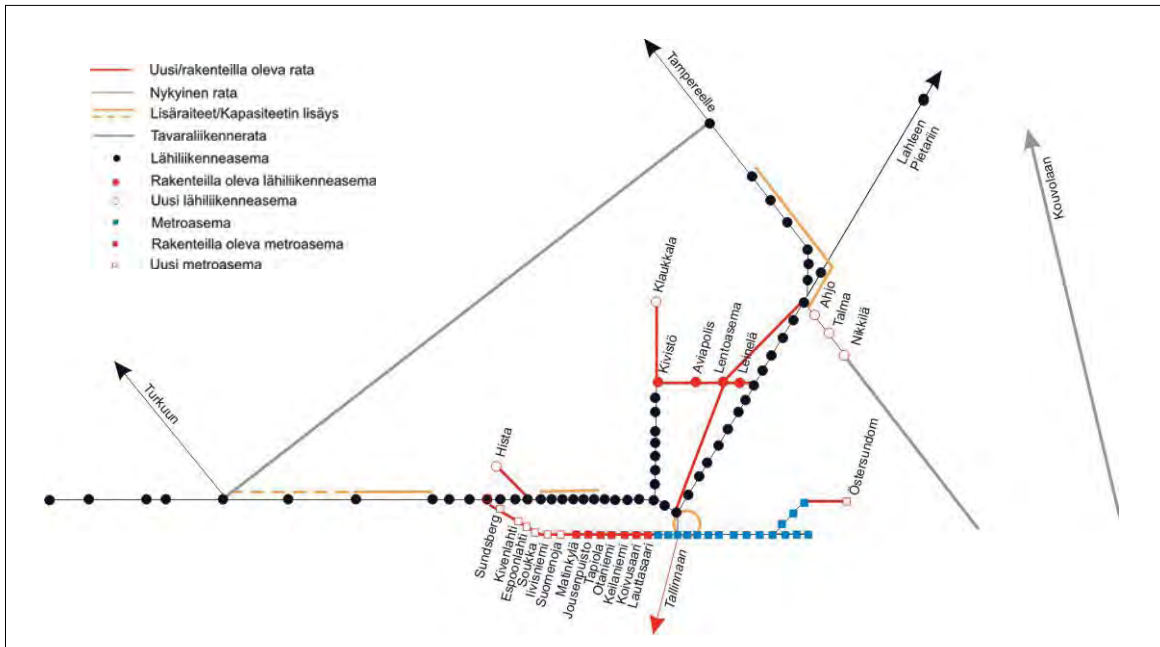 Uusi/rakenteilla oleva rata
Nykyinen rata
Lisäraiteet/Kapasiteetin lisäys
Tavaraliikennerata
Lähiliikenneasema
Rakenteilla oleva lähiliikenneasema
Uusi lähiliikenneasema
Metroasema
Rakenteilla oleva metroasema
Uusi metroasema
Tampereelle
Lahteen
Pietariin
Kouvolaan
Klaukkala
Kivistö
Aviapolis
Lentoasema
Leinelä
Ahjo
Talma
Nikkilä
Turkuun
Hista
Östersundom
Sundsberg
Kivenlahti
Espoonlahti
Soukka
Iivisniemi
Suomenoja
Matinkylä
Jousenpuisto
Tapiola
Otaniemi
Keilaniemi
Koivusaari
Lauttasaari
Tallinnaan